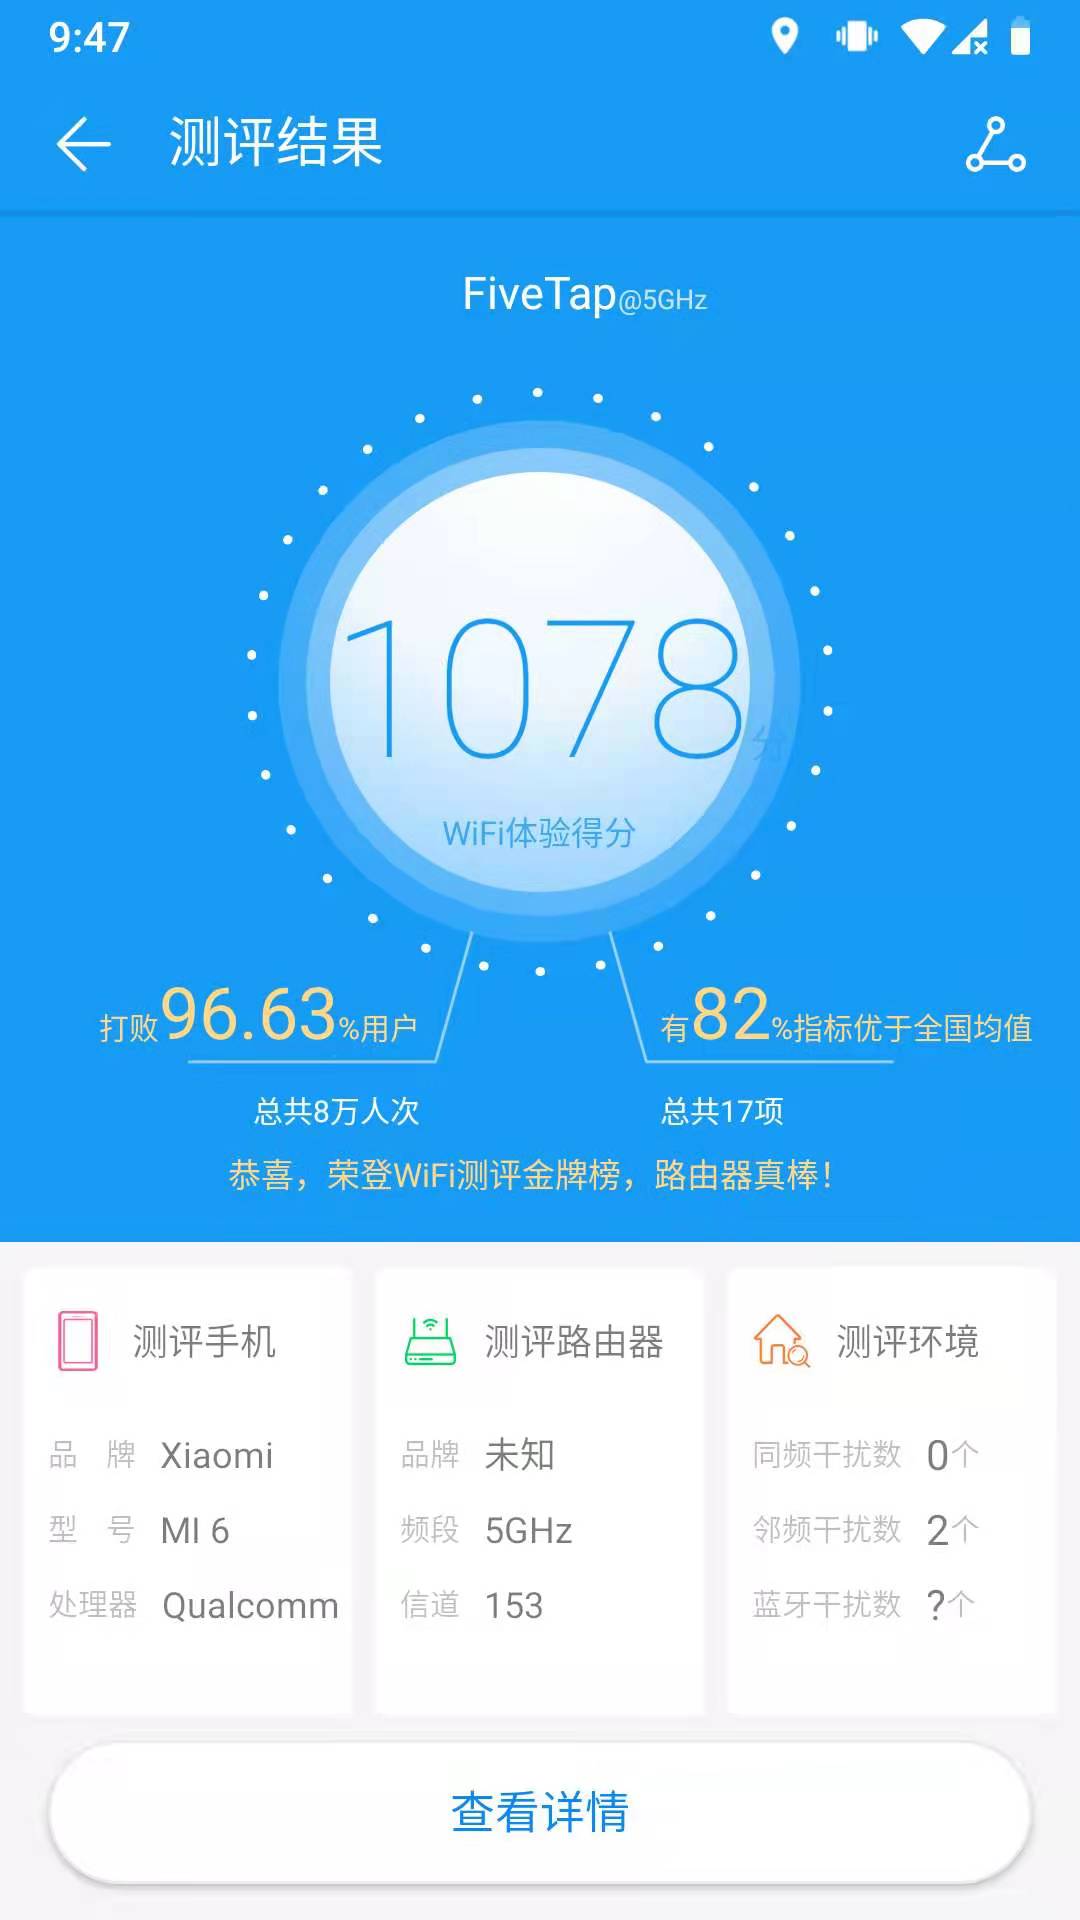 9:47
测评结果
FiveTap@5GHz
1078分
WiFi体验得分
打败96.63%用户
有82%指标优于全国均值
总共8万人次
总共17项
恭喜，荣登WiFi测评金牌榜，路由器真棒！
测评手机
品 牌 Xiaomi
型 号 MI 6
处理器 Qualcomm
测评路由器
品牌 未知
频段 5GHz
信道 153
测评环境
同频干扰数 0个
邻频干扰数 2个
蓝牙干扰数 ?个
查看详情